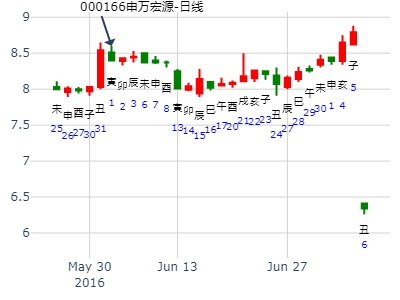 000166申万宏源-日线
9
8.5
8
7.5
7
6.5
6
未 申 酉 子 丑 寅 卯 辰 未 申 酉 寅 卯 辰 巳 午 酉 戌 亥 子 丑 辰 巳 午 未 申 亥 子 丑
25 26 27 30 31 1 2 3 6 7 8 13 14 15 16 17 20 21 22 23 24 27 28 29 30 1 4 5 6
May 30 Jun 13 Jun 27
2016